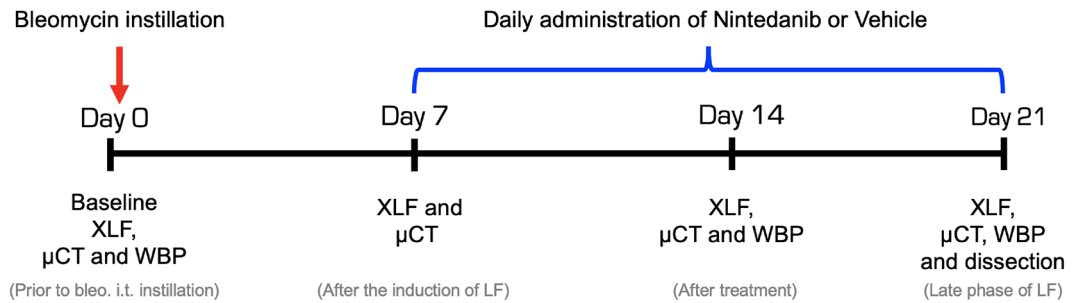 Bleomycin instillation
Daily administration of Nintedanib or Vehicle
Day 0
Day 7
Day 14
Day 21
Baseline
XLF,
µCT and WBP
(Prior to bleo. i.t. instillation)
XLF and
µCT
(After the induction of LF)
XLF,
µCT and WBP
(After treatment)
XLF,
µCT, WBP
and dissection
(Late phase of LF)